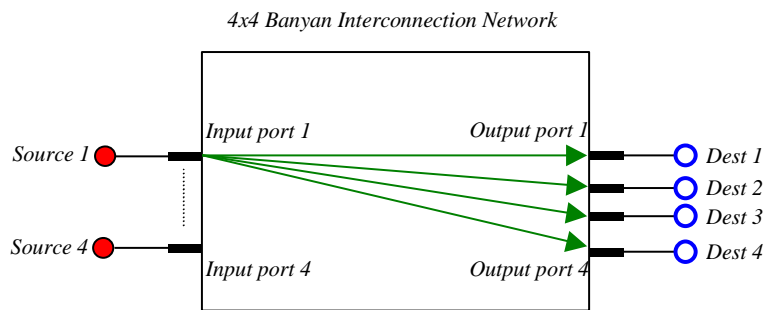 4x4 Banyan Interconnection Network
Input port 1
Output port 1
Source 1
Dest 1
Dest 2
Dest 3
Source 4
Dest 4
Input port 4
Output port 4